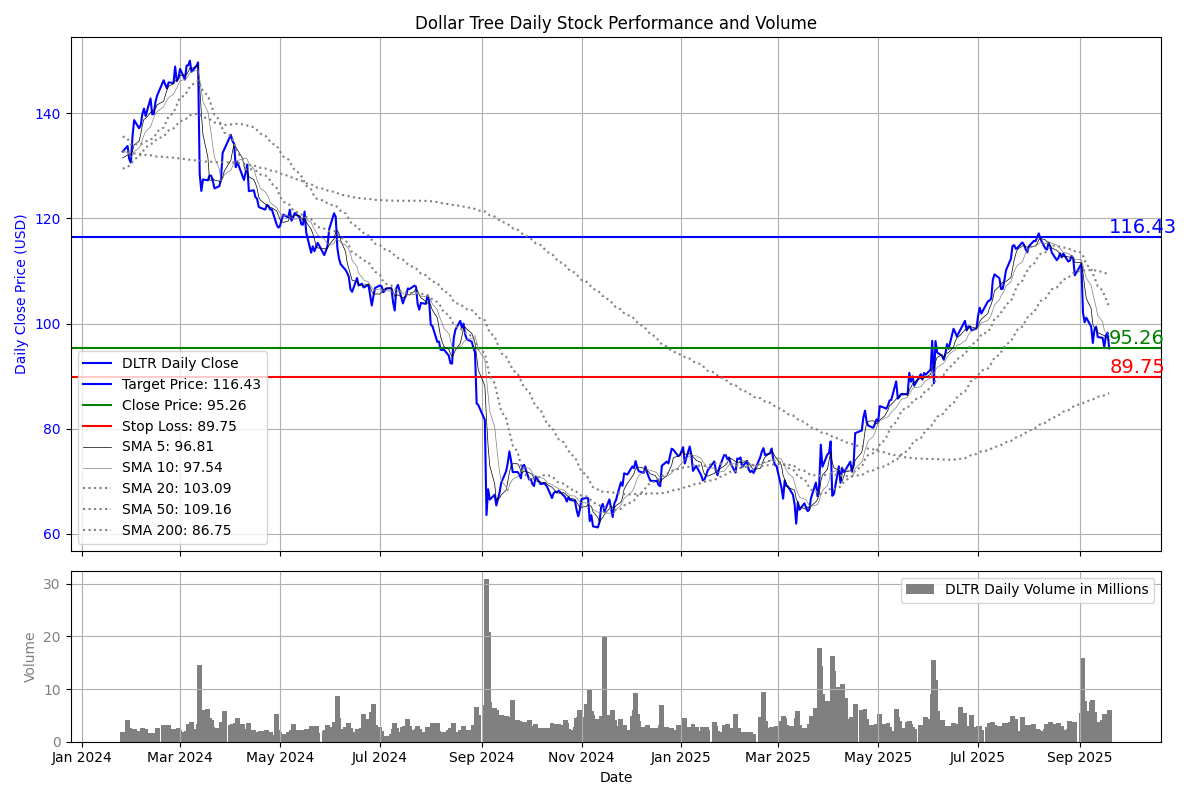 Dollar Tree Daily Stock Performance and Volume
Daily Close Price (USD)
140
120
100
80
60
116.43
95.26
89.75
DLTR Daily Close
Target Price: 116.43
Close Price: 95.26
Stop Loss: 89.75
SMA 5: 96.81
SMA 10: 97.54
SMA 20: 103.09
SMA 50: 109.16
SMA 200: 86.75
Volume
30
20
10
0
DLTR Daily Volume in Millions
Jan 2024
Mar 2024
May 2024
Jul 2024
Sep 2024
Nov 2024
Jan 2025
Mar 2025
May 2025
Jul 2025
Sep 2025
Date